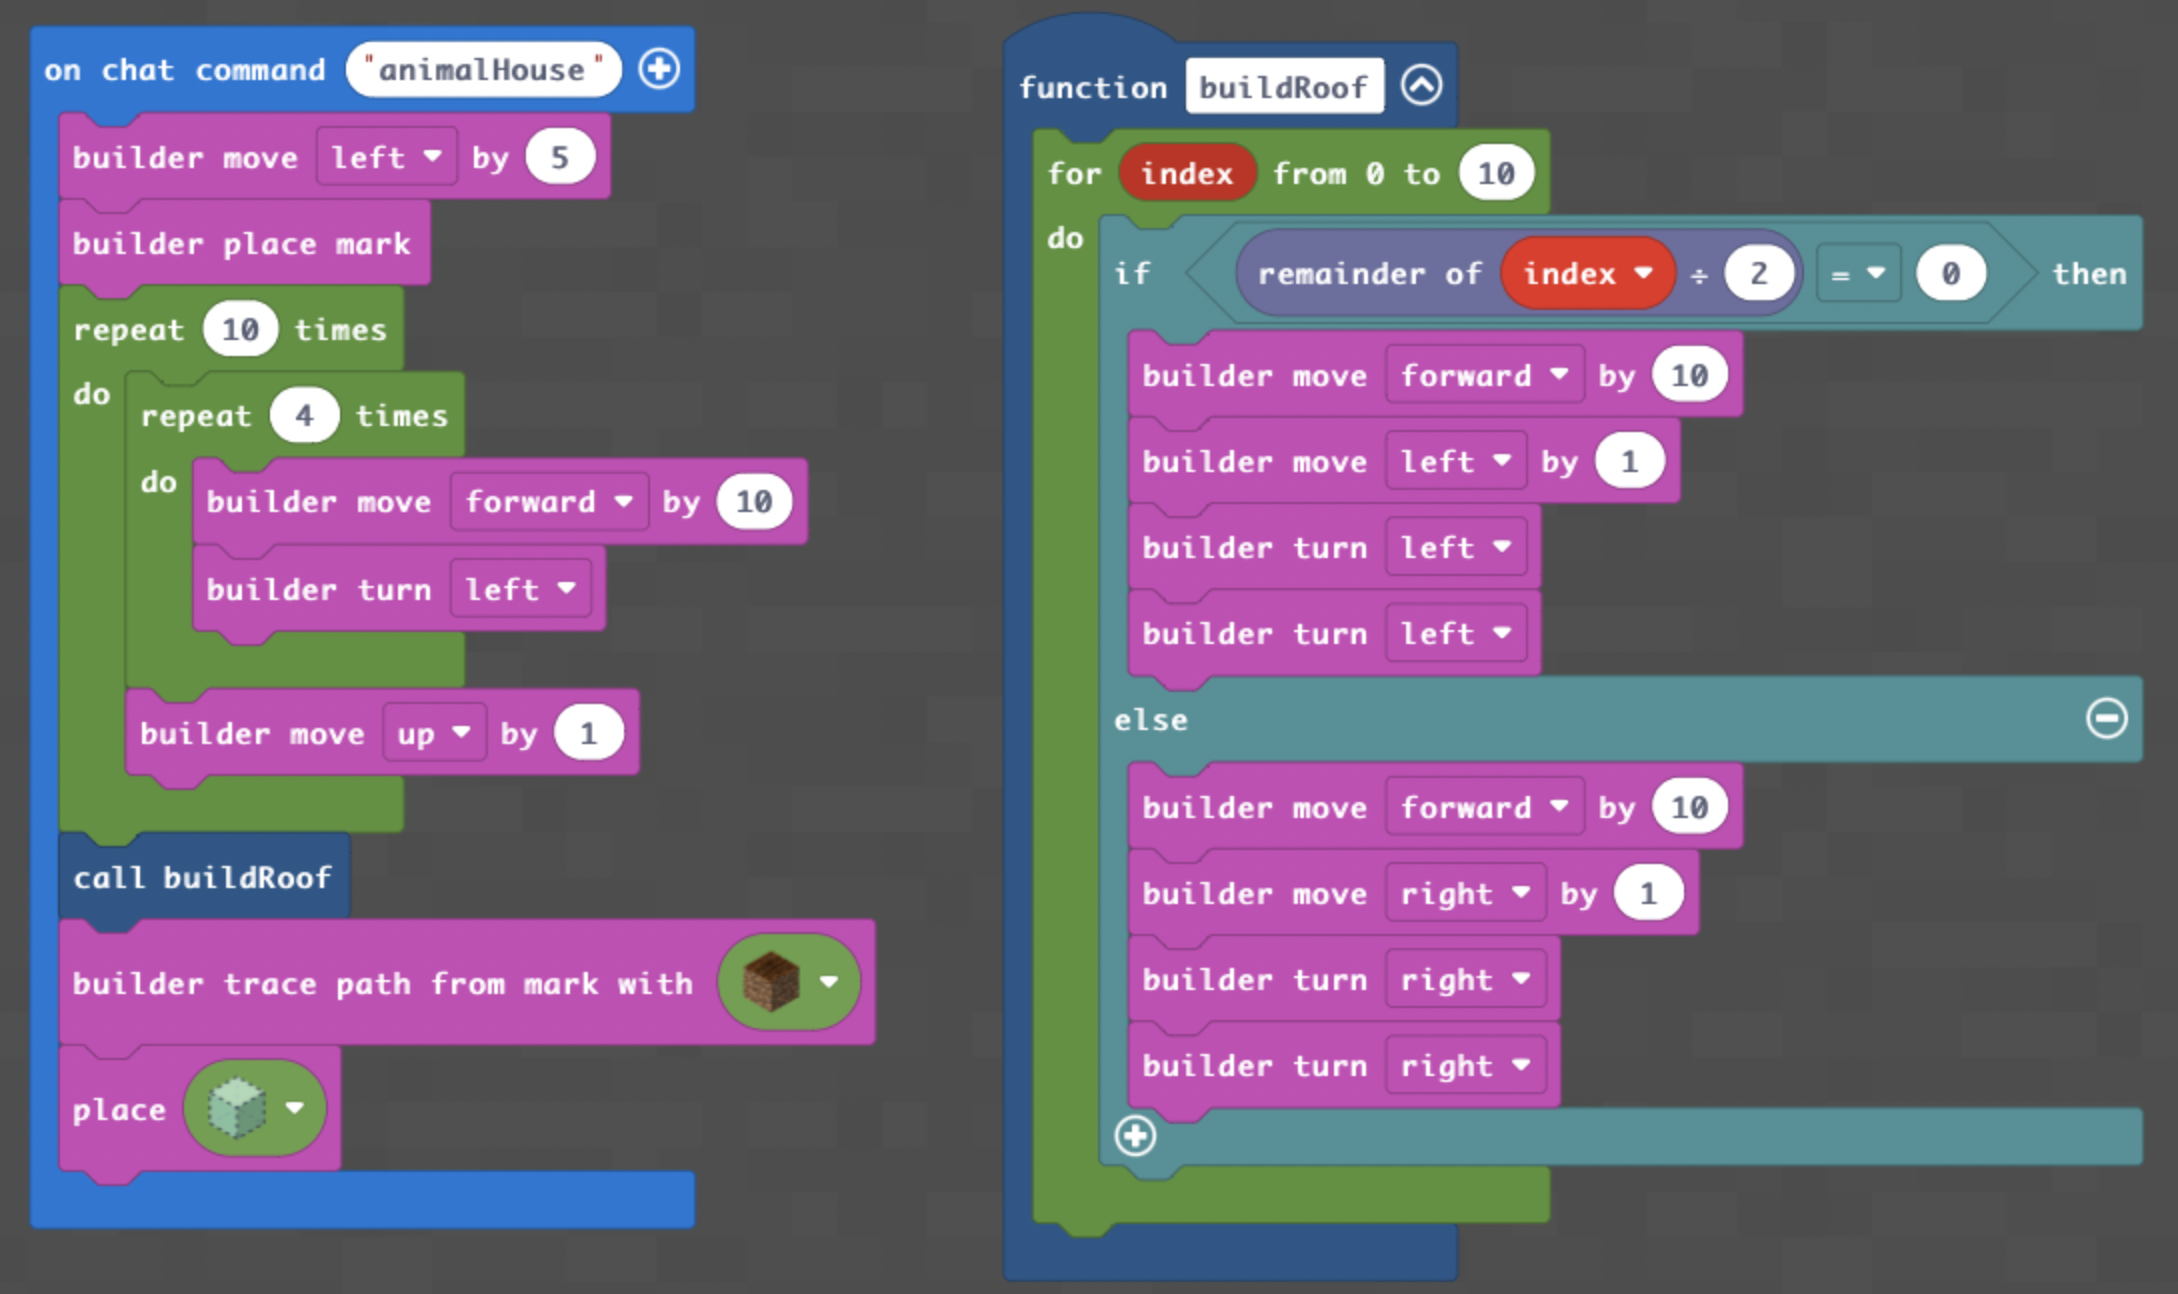 on chat command "animalHouse"
builder move left by 5
builder place mark
repeat 10 times
do
repeat 4 times
do
builder move forward by 10
builder turn left
builder move up by 1
call buildRoof
builder trace path from mark with
place
function buildRoof
for index from 0 to 10
do
if remainder of index ÷ 2 = 0 then
builder move forward by 10
builder move left by 1
builder turn left
builder turn left
else
builder move forward by 10
builder move right by 1
builder turn right
builder turn right